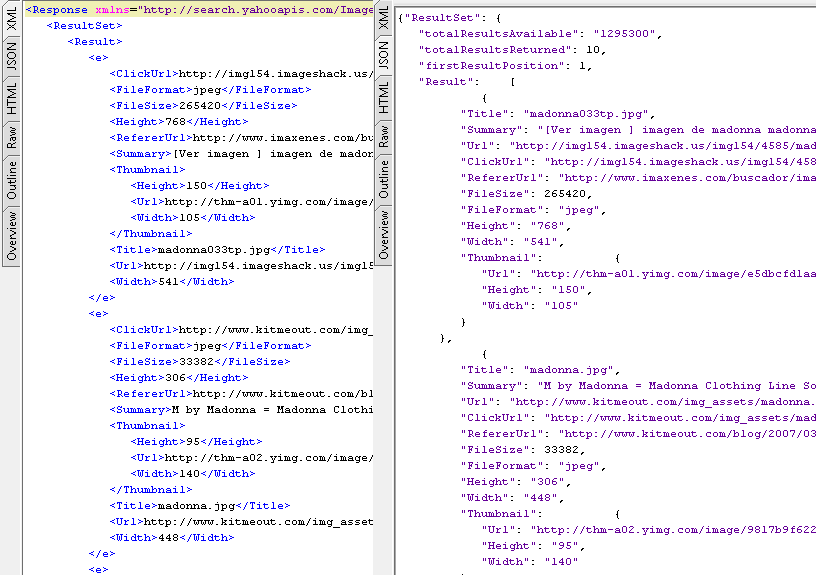 XML
JSON
HTML
Raw
Outline
Overview
<Response xmlns="http://search.yahooapis.com/Image
<ResultSet>
<Result>
<e>
<ClickUrl>http://img154.imageshack.us/
<FileFormat>jpeg</FileFormat>
<FileSize>265420</FileSize>
<Height>768</Height>
<RefererUrl>http://www.imaxenes.com/bu
<Summary>[Ver imagen ] imagen de madon
<Thumbnail>
<Height>150</Height>
<Url>http://thm-a01.yimg.com/image/
<Width>105</Width>
</Thumbnail>
<Title>madonna033tp.jpg</Title>
<Url>http://img154.imageshack.us/img15
<Width>541</Width>
</e>
<e>
<ClickUrl>http://www.kitmeout.com/img_
<FileFormat>jpeg</FileFormat>
<FileSize>33382</FileSize>
<Height>306</Height>
<RefererUrl>http://www.kitmeout.com/bl
<Summary>M by Madonna = Madonna Clothi
<Thumbnail>
<Height>95</Height>
<Url>http://thm-a02.yimg.com/image/
<Width>140</Width>
</Thumbnail>
<Title>madonna.jpg</Title>
<Url>http://www.kitmeout.com/img_asset
<Width>448</Width>
</e>
<e>
XML
JSON
HTML
Raw
Outline
Overview
{"ResultSet": {
"totalResultsAvailable": "1295300",
"totalResultsReturned": 10,
"firstResultPosition": 1,
"Result": [
{
"Title": "madonna033tp.jpg",
"Summary": "[Ver imagen ] imagen de madonna madonna
"Url": "http://img154.imageshack.us/img154/4585/mad
"ClickUrl": "http://img154.imageshack.us/img154/458
"RefererUrl": "http://www.imaxenes.com/buscador/ima
"FileSize": 265420,
"FileFormat": "jpeg",
"Height": "768",
"Width": "541",
"Thumbnail": {
"Url": "http://thm-a01.yimg.com/image/e5dbcfd1aa
"Height": "150",
"Width": "105"
}
},
{
"Title": "madonna.jpg",
"Summary": "M by Madonna = Madonna Clothing Line So
"Url": "http://www.kitmeout.com/img_assets/madonna.
"ClickUrl": "http://www.kitmeout.com/img_assets/mad
"RefererUrl": "http://www.kitmeout.com/blog/2007/03
"FileSize": 33382,
"FileFormat": "jpeg",
"Height": "306",
"Width": "448",
"Thumbnail": {
"Url": "http://thm-a02.yimg.com/image/9817b9f622
"Height": "95",
"Width": "140"